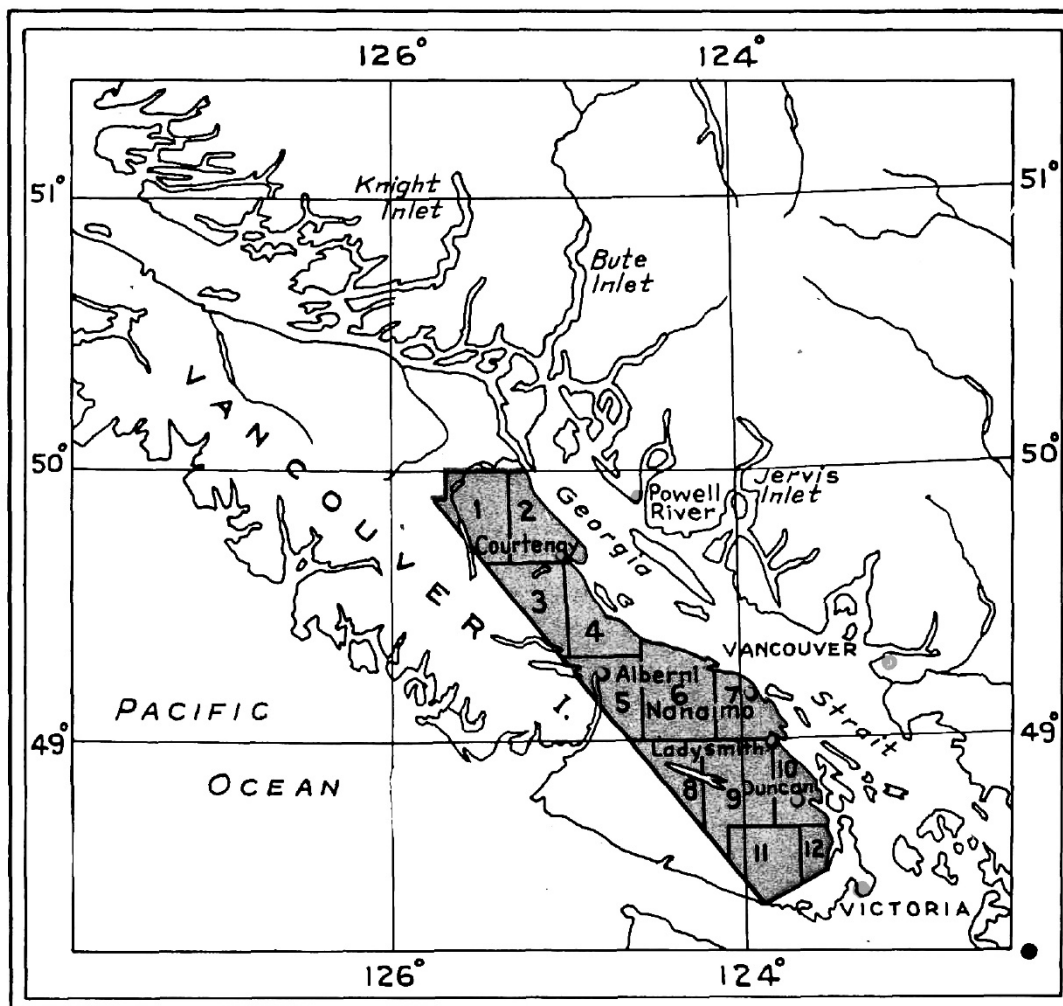 126° 124°
51° 51°
Knight
Inlet
Bute
Inlet
VANCOUVER I.
50° 50°
Powell
River
Jervis
Inlet
Georgia
Strait
1 2
Courtenay
3
4
VANCOUVER
Alberni
5 6 7
Nanaimo
PACIFIC
OCEAN
49° 49°
Ladysmith
8 9 10
Duncan
11 12
VICTORIA
126° 124°